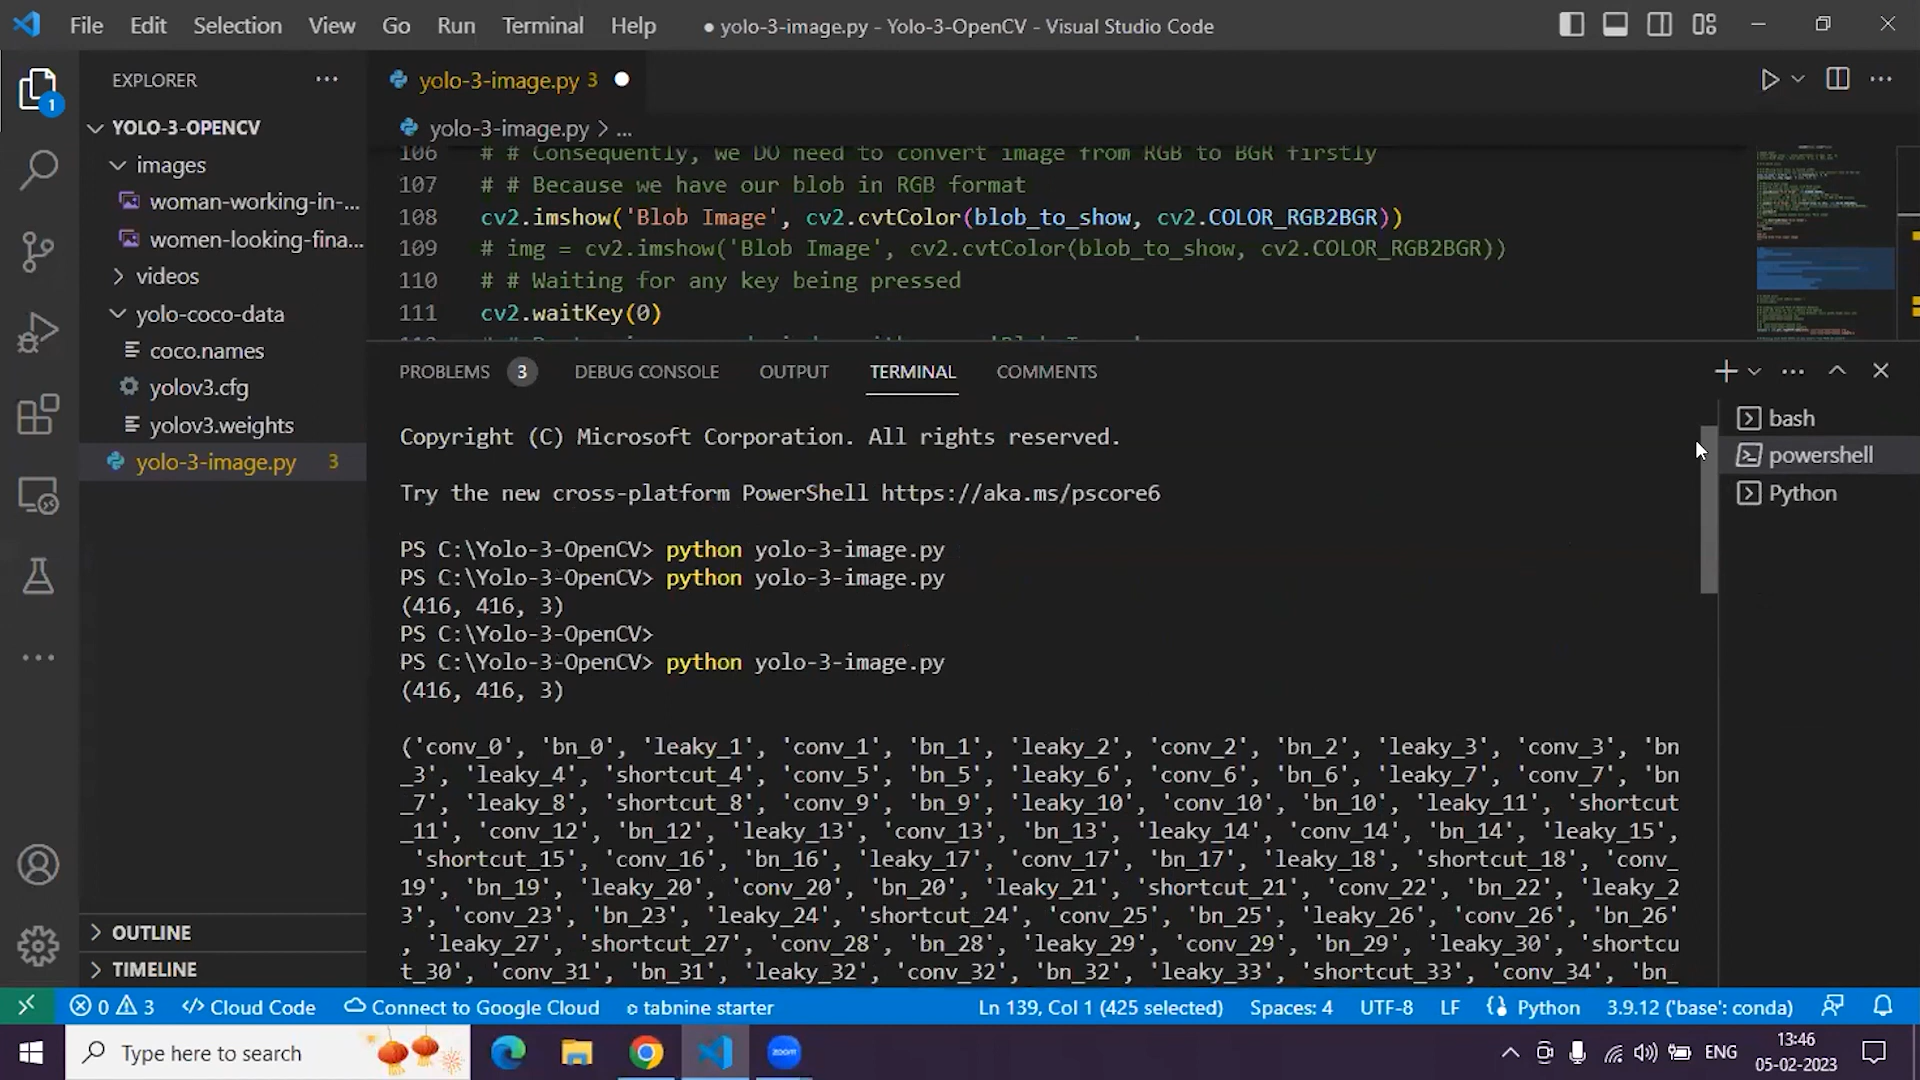 File Edit Selection View Go Run Terminal Help
● yolo-3-image.py - Yolo-3-OpenCV - Visual Studio Code
EXPLORER
1
YOLO-3-OPENCV
images
woman-working-in-...
women-looking-fina...
videos
yolo-coco-data
coco.names
yolov3.cfg
yolov3.weights
yolo-3-image.py 3
OUTLINE
TIMELINE
yolo-3-image.py 3
yolo-3-image.py > ...
106 # # Consequently, we DO need to convert image from RGB to BGR firstly
107 # # Because we have our blob in RGB format
108 cv2.imshow('Blob Image', cv2.cvtColor(blob_to_show, cv2.COLOR_RGB2BGR))
109 # img = cv2.imshow('Blob Image', cv2.cvtColor(blob_to_show, cv2.COLOR_RGB2BGR))
110 # # Waiting for any key being pressed
111 cv2.waitKey(0)
PROBLEMS 3 DEBUG CONSOLE OUTPUT TERMINAL COMMENTS
bash
powershell
Python
Copyright (C) Microsoft Corporation. All rights reserved.
Try the new cross-platform PowerShell https://aka.ms/pscore6
PS C:\Yolo-3-OpenCV> python yolo-3-image.py
PS C:\Yolo-3-OpenCV> python yolo-3-image.py
(416, 416, 3)
PS C:\Yolo-3-OpenCV>
PS C:\Yolo-3-OpenCV> python yolo-3-image.py
(416, 416, 3)
('conv_0', 'bn_0', 'leaky_1', 'conv_1', 'bn_1', 'leaky_2', 'conv_2', 'bn_2', 'leaky_3', 'conv_3', 'bn
_3', 'leaky_4', 'shortcut_4', 'conv_5', 'bn_5', 'leaky_6', 'conv_6', 'bn_6', 'leaky_7', 'conv_7', 'bn
_7', 'leaky_8', 'shortcut_8', 'conv_9', 'bn_9', 'leaky_10', 'conv_10', 'bn_10', 'leaky_11', 'shortcut
_11', 'conv_12', 'bn_12', 'leaky_13', 'conv_13', 'bn_13', 'leaky_14', 'conv_14', 'bn_14', 'leaky_15',
'shortcut_15', 'conv_16', 'bn_16', 'leaky_17', 'conv_17', 'bn_17', 'leaky_18', 'shortcut_18', 'conv_
19', 'bn_19', 'leaky_20', 'conv_20', 'bn_20', 'leaky_21', 'shortcut_21', 'conv_22', 'bn_22', 'leaky_2
3', 'conv_23', 'bn_23', 'leaky_24', 'shortcut_24', 'conv_25', 'bn_25', 'leaky_26', 'conv_26', 'bn_26'
, 'leaky_27', 'shortcut_27', 'conv_28', 'bn_28', 'leaky_29', 'conv_29', 'bn_29', 'leaky_30', 'shortcu
t_30', 'conv_31', 'bn_31', 'leaky_32', 'conv_32', 'bn_32', 'leaky_33', 'shortcut_33', 'conv_34', 'bn_
0 3 Cloud Code Connect to Google Cloud tabnine starter Ln 139, Col 1 (425 selected) Spaces: 4 UTF-8 LF Python 3.9.12 ('base': conda)
Type here to search
zoom
ENG
13:46
05-02-2023